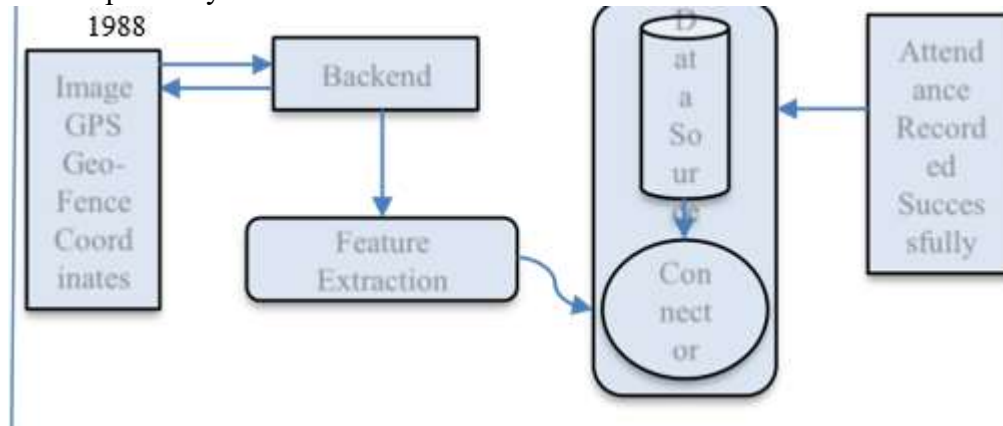 1988
Image
GPS
Geo-
Fence
Coord
inates
Backend
Feature
Extraction
D
at
a
So
ur
ce
Con
nect
or
Attend
ance
Record
ed
Succes
sfully